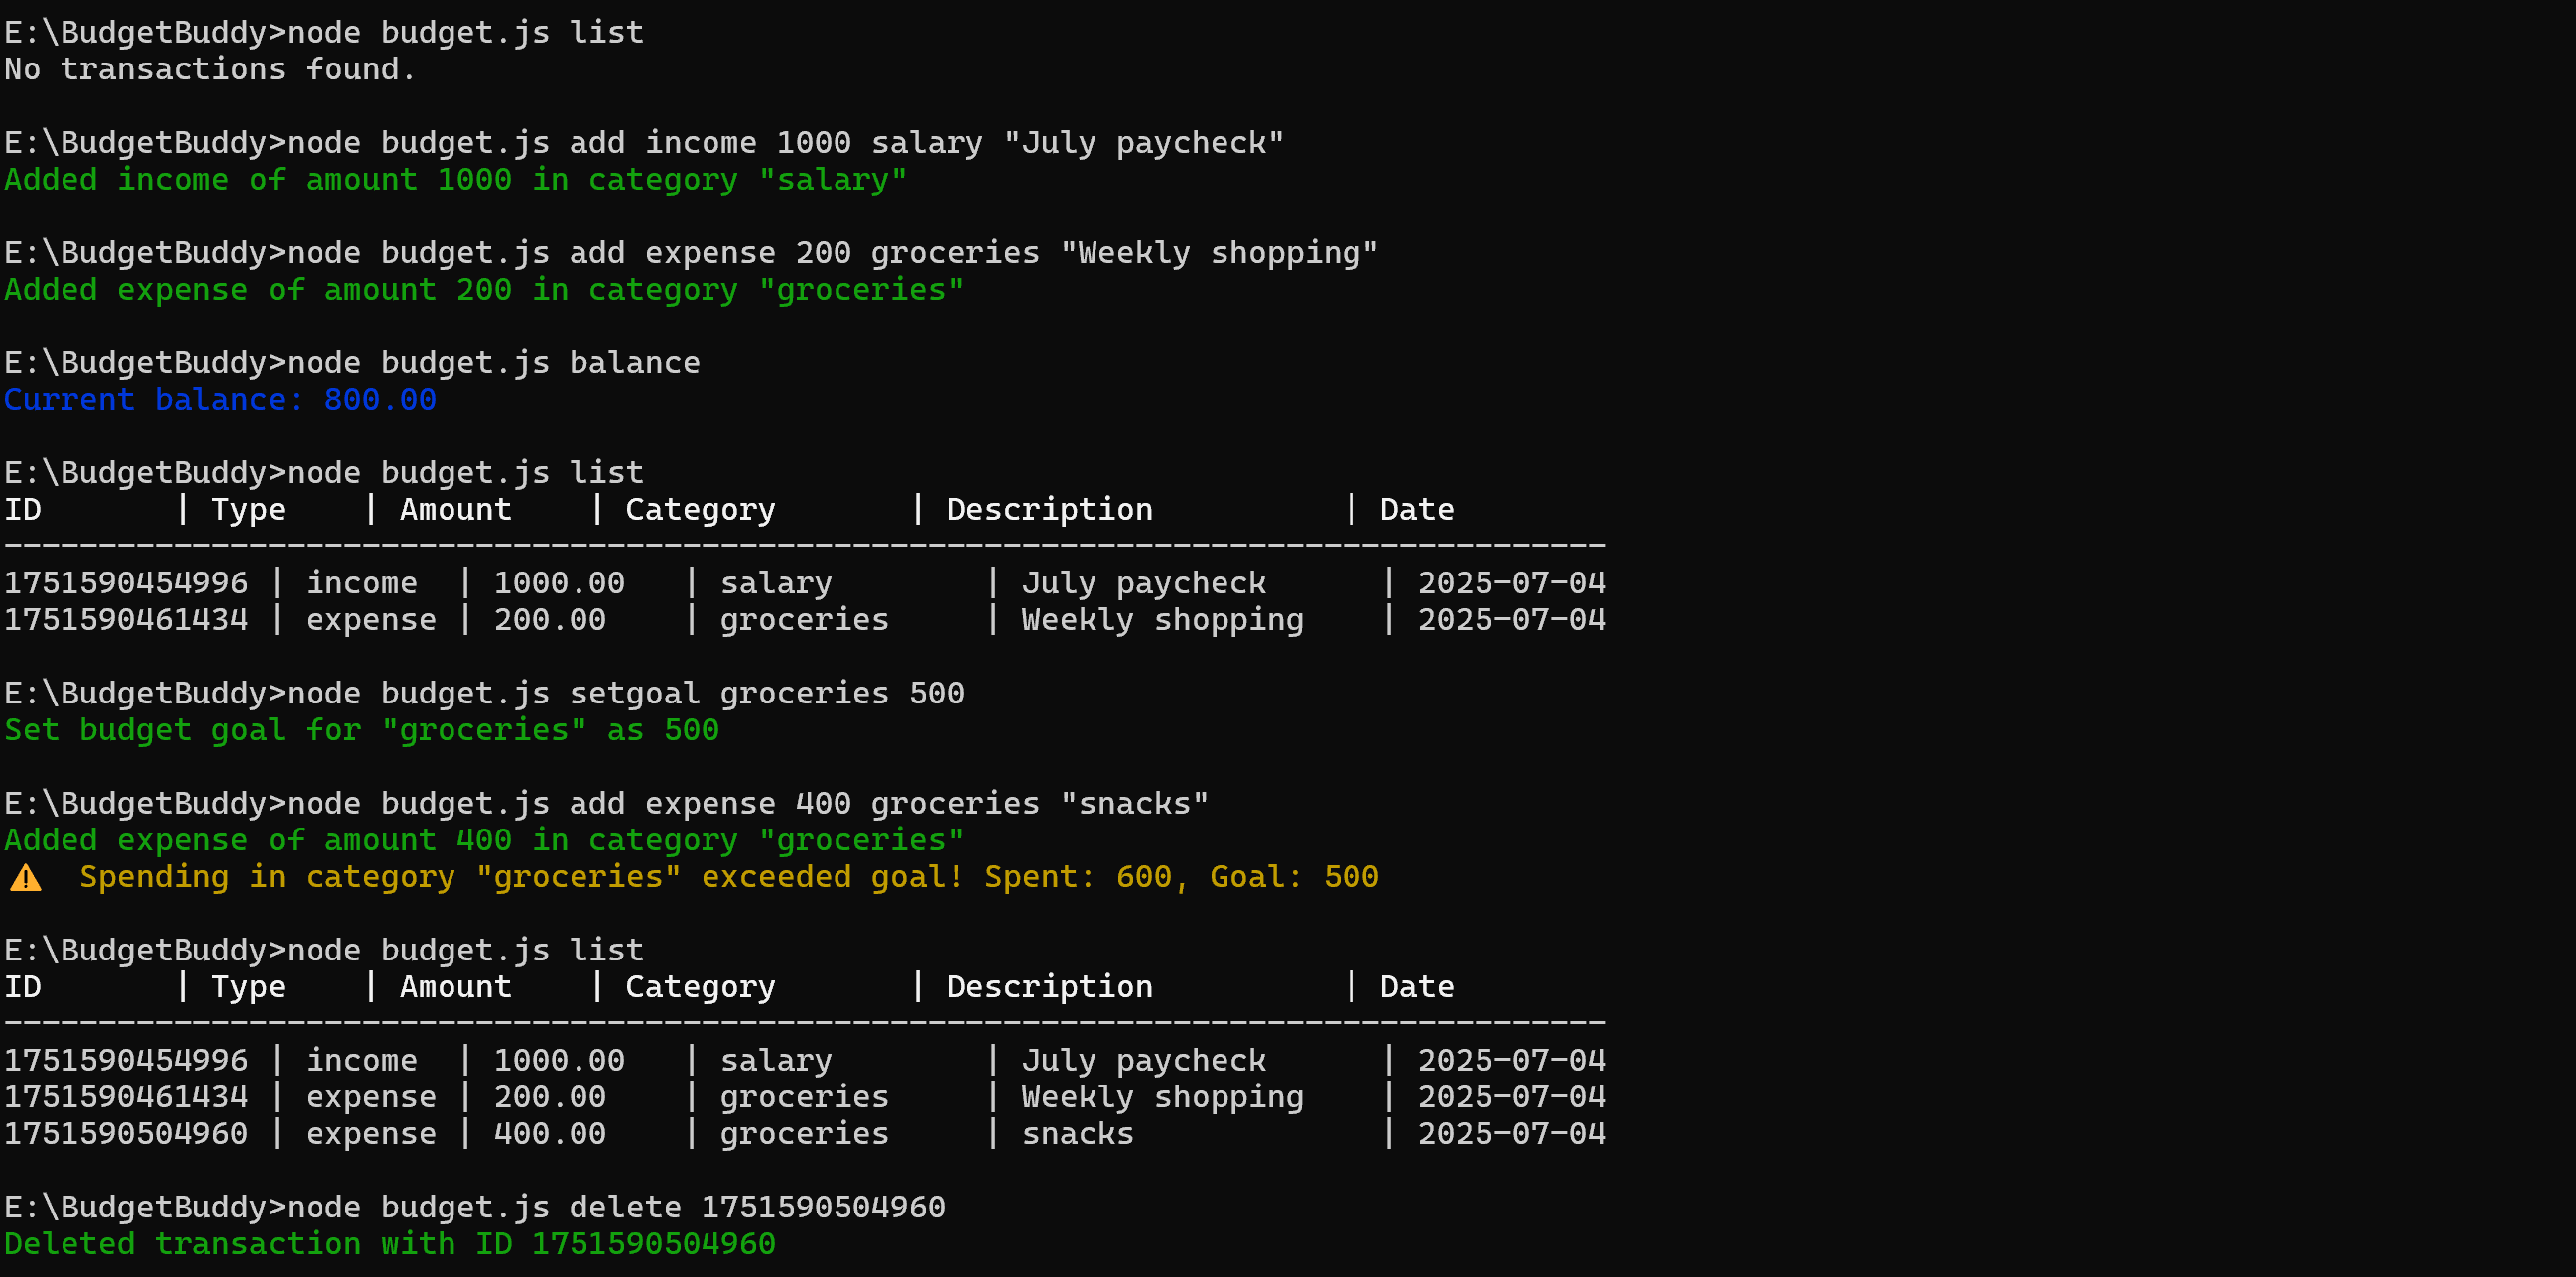 E:\BudgetBuddy>node budget.js list
No transactions found.
E:\BudgetBuddy>node budget.js add income 1000 salary "July paycheck"
Added income of amount 1000 in category "salary"
E:\BudgetBuddy>node budget.js add expense 200 groceries "Weekly shopping"
Added expense of amount 200 in category "groceries"
E:\BudgetBuddy>node budget.js balance
Current balance: 800.00
E:\BudgetBuddy>node budget.js list
ID       | Type    | Amount    | Category       | Description          | Date
-------------------------------------------------------------------------------------
1751590454996 | income  | 1000.00   | salary        | July paycheck      | 2025-07-04
1751590461434 | expense | 200.00    | groceries     | Weekly shopping    | 2025-07-04
E:\BudgetBuddy>node budget.js setgoal groceries 500
Set budget goal for "groceries" as 500
E:\BudgetBuddy>node budget.js add expense 400 groceries "snacks"
Added expense of amount 400 in category "groceries"
⚠️  Spending in category "groceries" exceeded goal! Spent: 600, Goal: 500
E:\BudgetBuddy>node budget.js list
ID       | Type    | Amount    | Category       | Description          | Date
-------------------------------------------------------------------------------------
1751590454996 | income  | 1000.00   | salary        | July paycheck      | 2025-07-04
1751590461434 | expense | 200.00    | groceries     | Weekly shopping    | 2025-07-04
1751590504960 | expense | 400.00    | groceries     | snacks             | 2025-07-04
E:\BudgetBuddy>node budget.js delete 1751590504960
Deleted transaction with ID 1751590504960